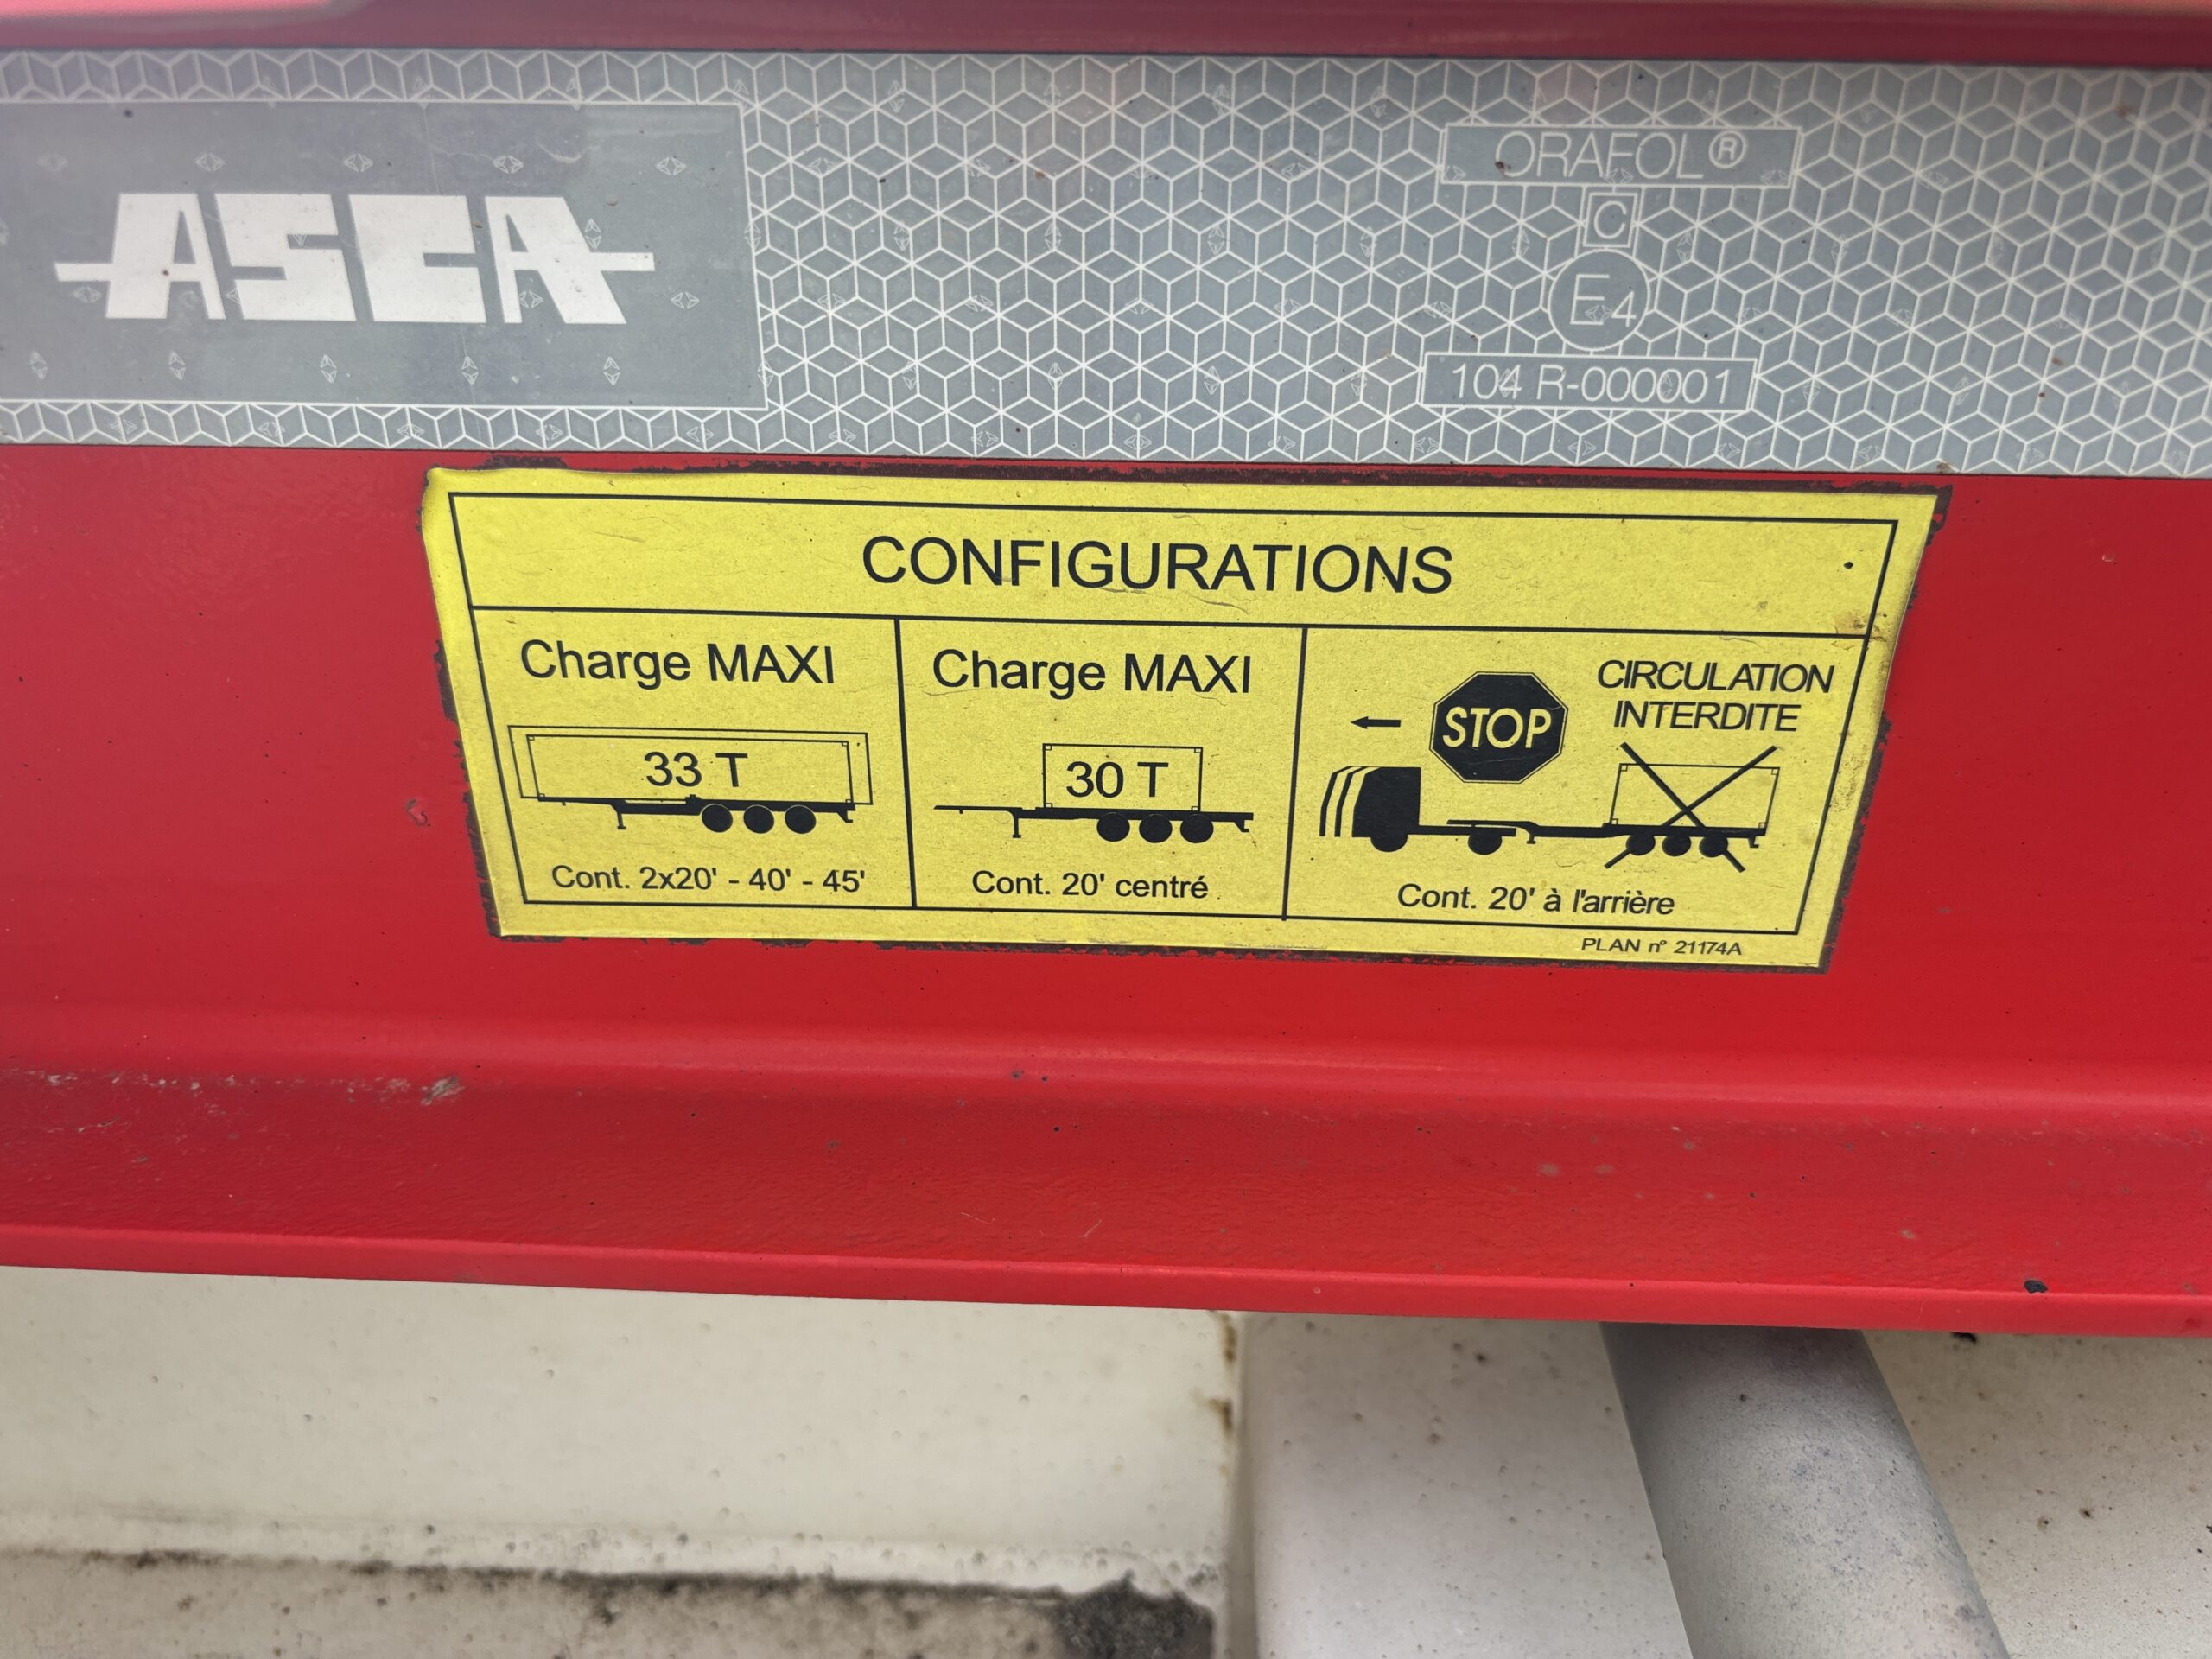 ASCA
ORAFOL®
C
E4
104 R-000001
CONFIGURATIONS
Charge MAXI
33 T
Cont. 2x20' - 40' - 45'
Charge MAXI
30 T
Cont. 20' centré
STOP
CIRCULATION
INTERDITE
Cont. 20' à l'arrière
PLAN n° 21174A